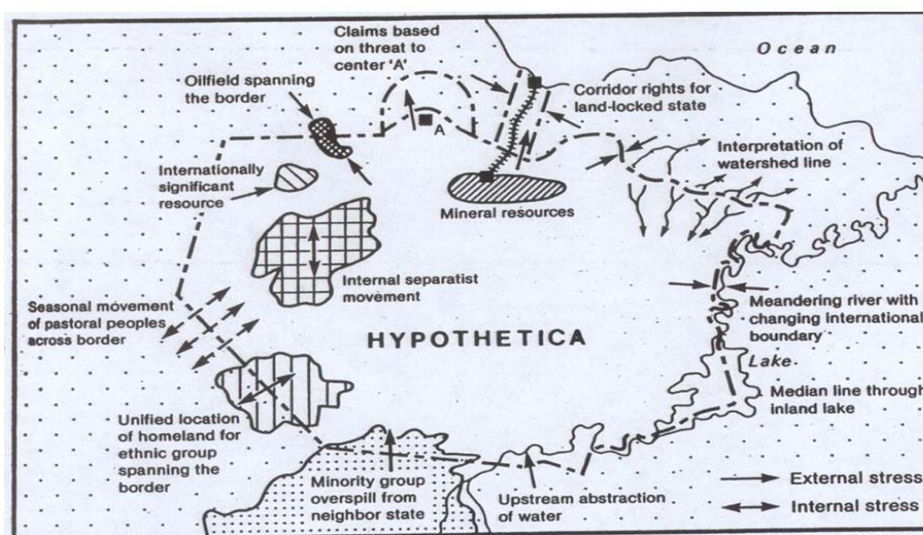 Claims based
on threat to
center 'A'
Ocean
Oilfield spanning
the border
Corridor rights for
land-locked state
A
Interpretation of
watershed line
Internationally
significant
resource
Mineral resources
Internal separatist
movement
Seasonal movement
of pastoral peoples
across border
HYPOTHETICA
Meandering river with
changing international
boundary
Lake
Median line through
inland lake
Unified location
of homeland for
ethnic group
spanning the
border
Minority group
overspill from
neighbor state
Upstream abstraction
of water
External stress
Internal stress